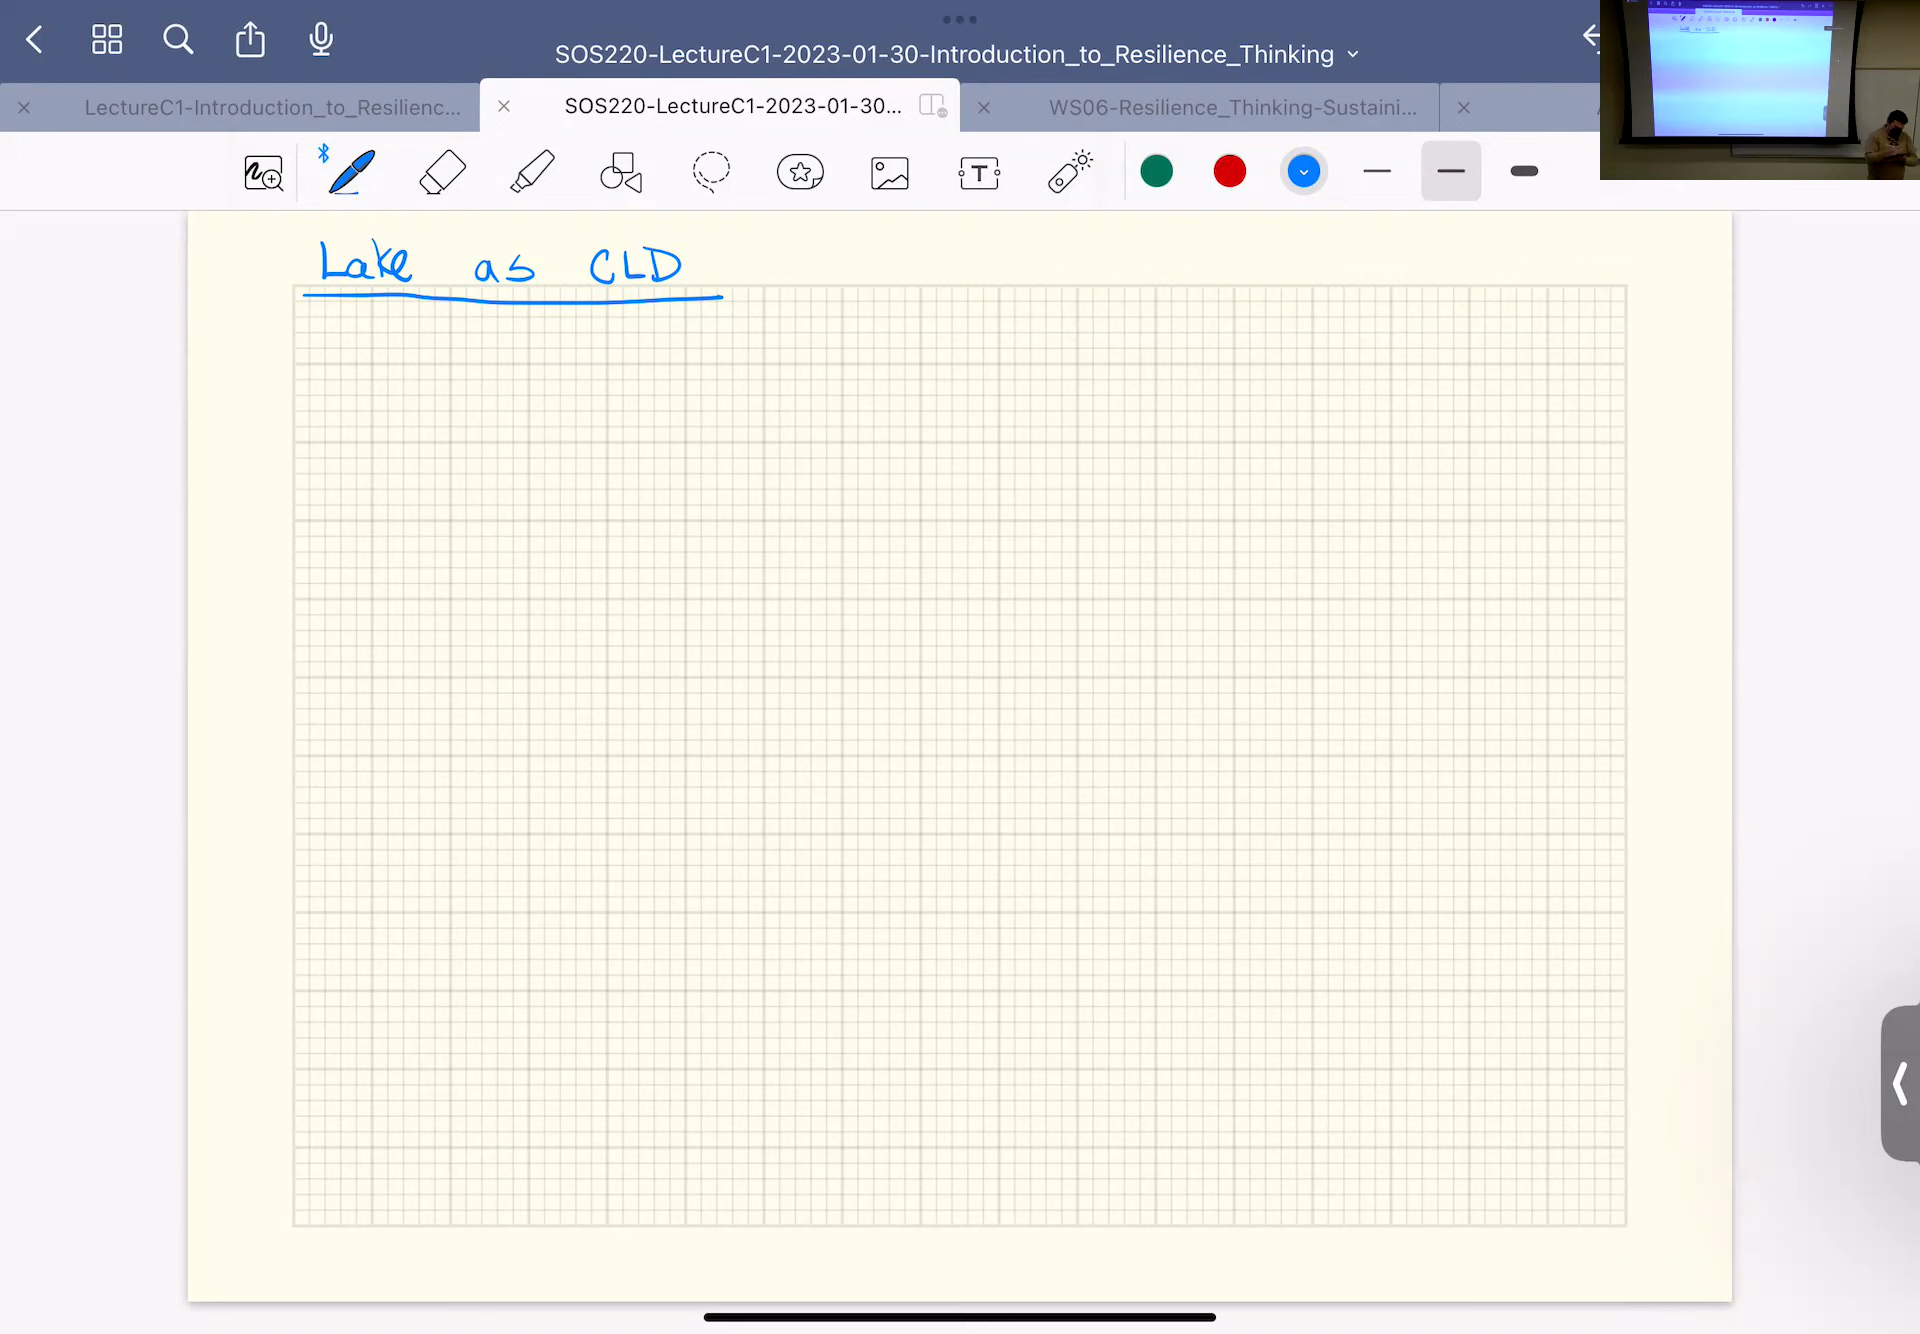 SOS220-LectureC1-2023-01-30-Introduction_to_Resilience_Thinking
LectureC1-Introduction_to_Resilienc...
SOS220-LectureC1-2023-01-30...
WS06-Resilience_Thinking-Sustaini...
T
Lake as CLD